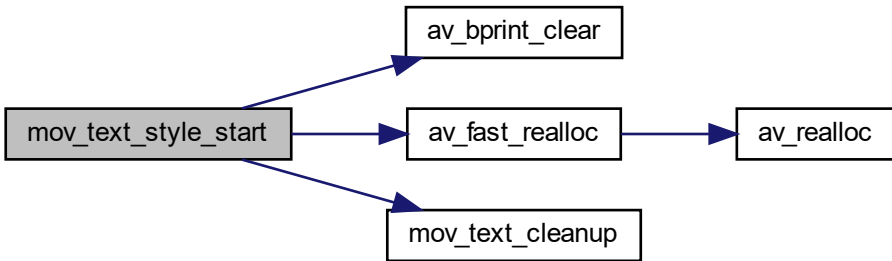 av_bprint_clear
mov_text_style_start
av_fast_realloc
av_realloc
mov_text_cleanup